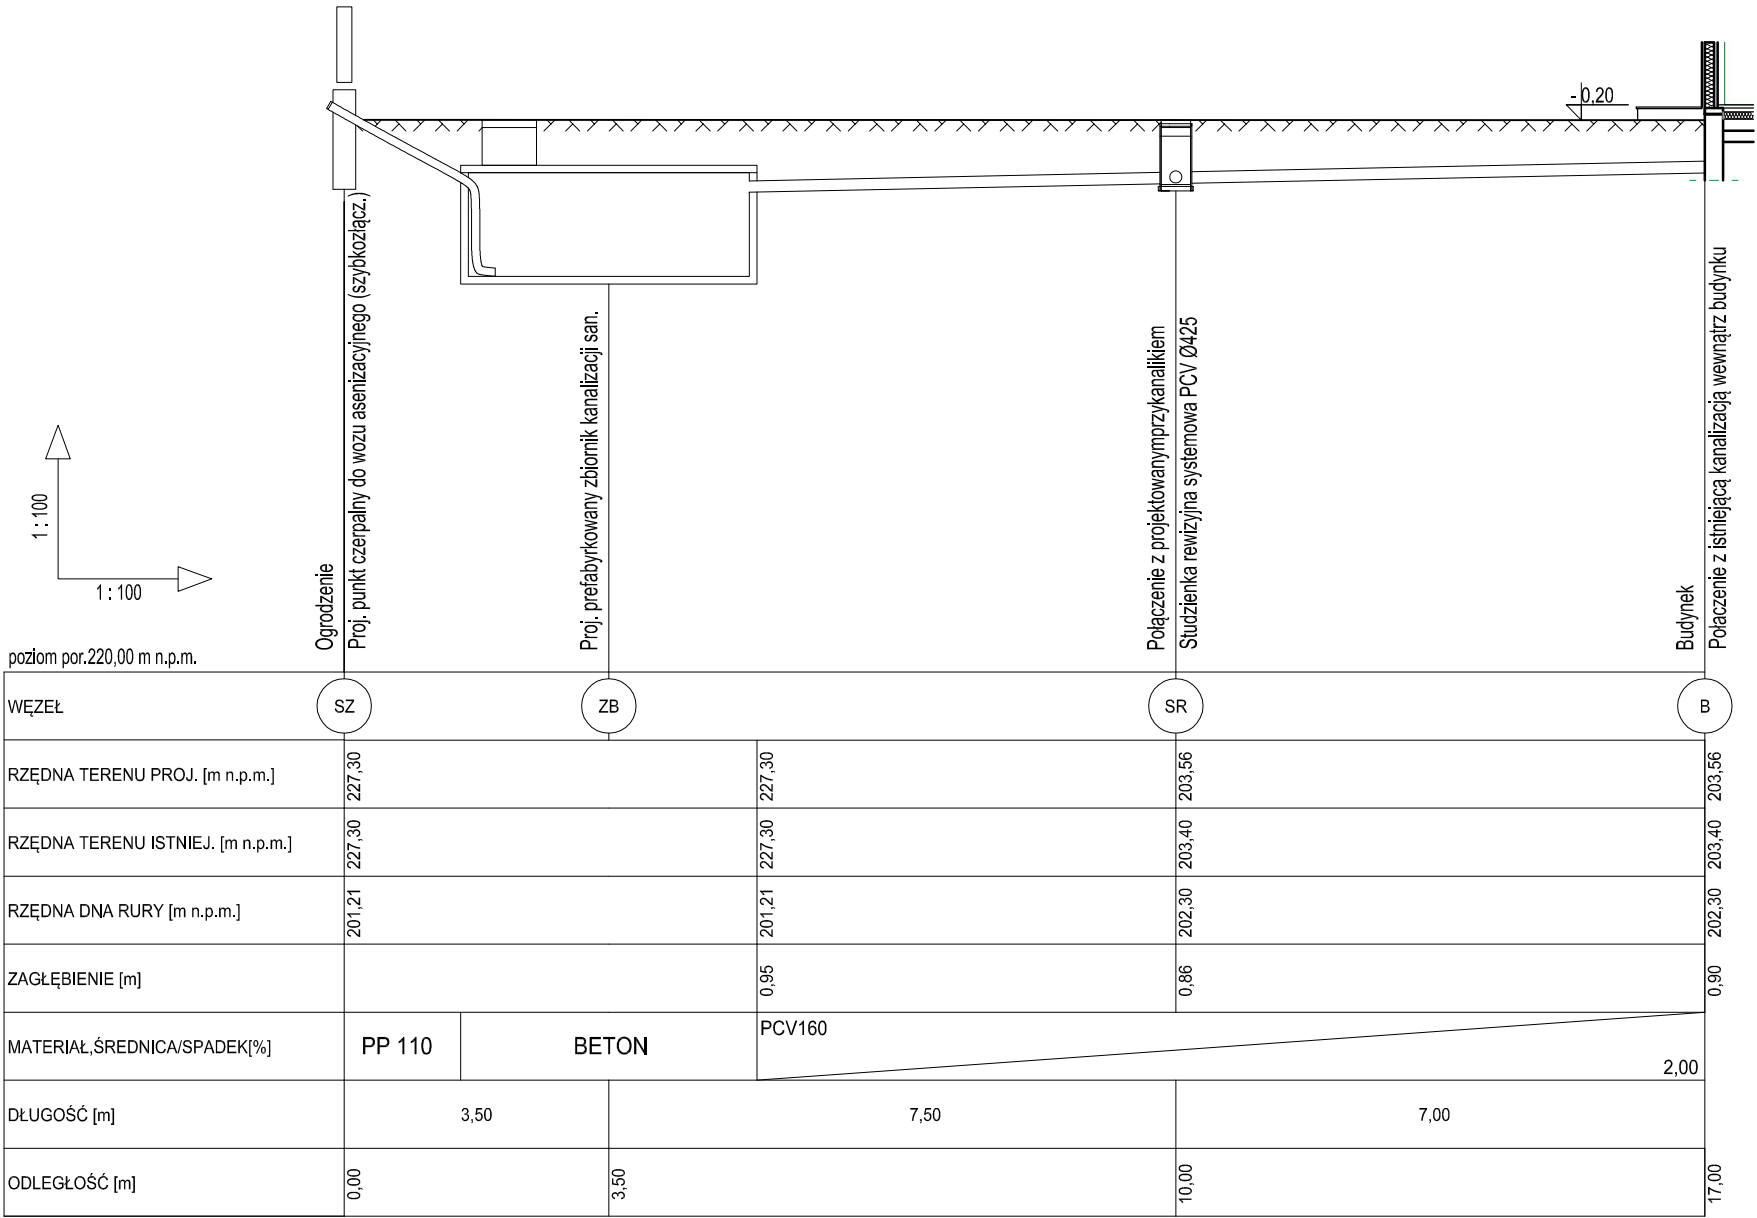 - 0,20
1 : 100
1 : 100
Ogrodzenie
Proj. punkt czerpalny do wozu asenizacyjnego (szybkozłącz.)
Proj. prefabyrkowany zbiornik kanalizacji san.
Połączenie z projektowanymprzykanalikiem
Studzienka rewizyjna systemowa PCV Ø425
Budynek
Połaczenie z istniejącą kanalizacją wewnątrz budynku
poziom por.220,00 m n.p.m.
WĘZEŁ SZ ZB SR B
RZĘDNA TERENU PROJ. [m n.p.m.] 227,30 227,30 203,56 203,56
RZĘDNA TERENU ISTNIEJ. [m n.p.m.] 227,30 227,30 203,40 203,40
RZĘDNA DNA RURY [m n.p.m.] 201,21 201,21 202,30 202,30
ZAGŁĘBIENIE [m] 0,95 0,86 0,90
MATERIAŁ,ŚREDNICA/SPADEK[%] PP 110 BETON PCV160 2,00
DŁUGOŚĆ [m] 3,50 7,50 7,00
ODLEGŁOŚĆ [m] 0,00 3,50 10,00 17,00